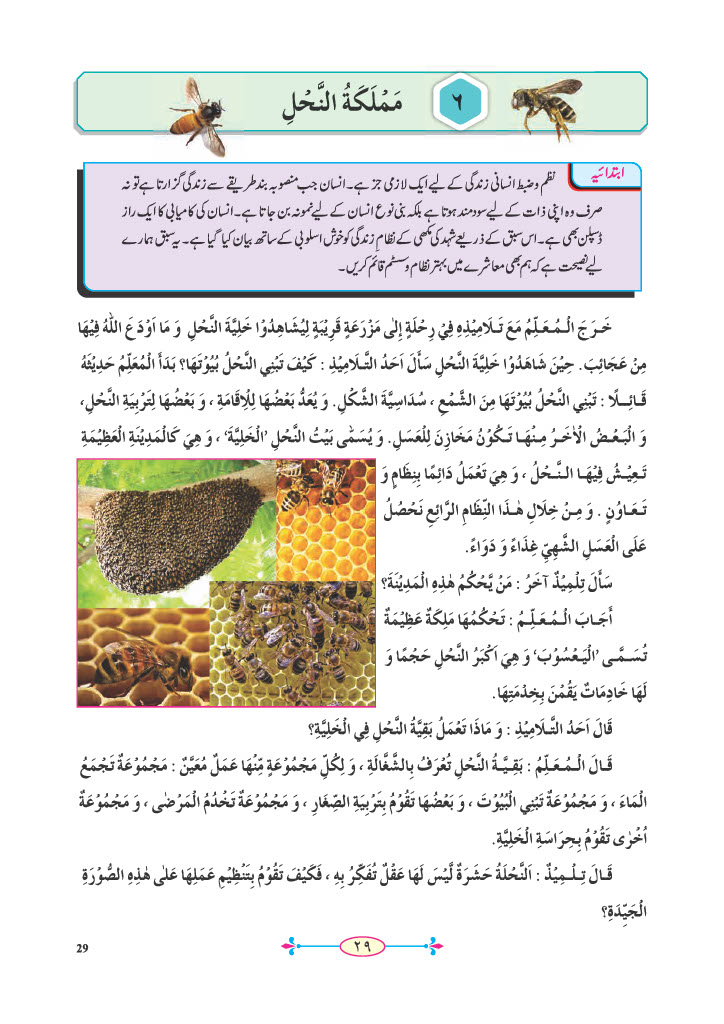 ٦
مَمْلَكَةُ النَّحْلِ
ابتدائیہ
نظم و ضبط انسانی زندگی کے لیے ایک لازمی جز ہے۔ انسان جب منصوبہ بند طریقے سے زندگی گزارتا ہے تو نہ
صرف وہ اپنی ذات کے لیے سود مند ہوتا ہے بلکہ بنی نوع انسان کے لیے نمونہ بن جاتا ہے۔ انسان کی کامیابی کا ایک راز
ڈسپلن بھی ہے۔ اس سبق کے ذریعے شہد کی مکھی کے نظامِ زندگی کو خوش اسلوبی کے ساتھ بیان کیا گیا ہے۔ یہ سبق ہمارے
لیے نصیحت ہے کہ ہم بھی معاشرے میں بہتر نظام و سسٹم قائم کریں۔
خَرَجَ الْمُعَلِّمُ مَعَ تَلَامِيْذِهِ فِيْ رِحْلَةٍ إِلٰى مَزْرَعَةٍ قَرِيْبَةٍ لِيُشَاهِدُوْا خَلِيَّةَ النَّحْلِ وَ مَا اَوْدَعَ اللّٰهُ فِيْهَا
مِنْ عَجَائِبَ. حِيْنَ شَاهَدُوْا خَلِيَّةَ النَّحْلِ سَأَلَ اَحَدُ التَّلَامِيْذِ : كَيْفَ تَبْنِي النَّحْلُ بُيُوْتَهَا؟ بَدَأَ الْمُعَلِّمُ حَدِيْثَهُ
قَائِلًا : تَبْنِي النَّحْلُ بُيُوْتَهَا مِنَ الشَّمْعِ ، سُدَاسِيَّةَ الشَّكْلِ. وَ يُعَدُّ بَعْضُهَا لِلْاِقَامَةِ ، وَ بَعْضُهَا لِتَرْبِيَةِ النَّحْلِ،
وَ الْبَعْضُ الْاٰخَرُ مِنْهَا تَكُوْنُ مَخَازِنَ لِلْعَسَلِ. وَ يُسَمّٰى بَيْتُ النَّحْلِ ’الْخَلِيَّةَ‘ ، وَ هِيَ كَالْمَدِيْنَةِ الْعَظِيْمَةِ
تَعِيْشُ فِيْهَا النَّحْلُ ، وَ هِيَ تَعْمَلُ دَائِمًا بِنِظَامٍ وَ
تَعَاوُنٍ . وَ مِنْ خِلَالِ هٰذَا النِّظَامِ الرَّائِعِ نَحْصُلُ
عَلَى الْعَسَلِ الشَّهِيِّ غِذَاءً وَ دَوَاءً.
سَأَلَ تِلْمِيْذٌ آخَرُ : مَنْ يَّحْكُمُ هٰذِهِ الْمَدِيْنَةَ؟
أَجَابَ الْمُعَلِّمُ : تَحْكُمُهَا مَلِكَةٌ عَظِيْمَةٌ
تُسَمَّى ’الْيَعْسُوْبَ‘ وَ هِيَ اَكْبَرُ النَّحْلِ حَجْمًا وَ
لَهَا خَادِمَاتٌ يَقُمْنَ بِخِدْمَتِهَا.
قَالَ اَحَدُ التَّلَامِيْذِ : وَ مَاذَا تَعْمَلُ بَقِيَّةُ النَّحْلِ فِي الْخَلِيَّةِ؟
قَالَ الْمُعَلِّمُ : بَقِيَّةُ النَّحْلِ تُعْرَفُ بِالشَّغَّالَةِ ، وَ لِكُلِّ مَجْمُوْعَةٍ مِّنْهَا عَمَلٌ مُعَيَّنٌ : مَجْمُوْعَةٌ تَجْمَعُ
الْمَاءَ ، وَ مَجْمُوْعَةٌ تَبْنِي الْبُيُوْتَ ، وَ بَعْضُهَا تَقُوْمُ بِتَرْبِيَةِ الصِّغَارِ ، وَ مَجْمُوْعَةٌ تَخْدُمُ الْمَرْضٰى ، وَ مَجْمُوْعَةٌ
اُخْرٰى تَقُوْمُ بِحِرَاسَةِ الْخَلِيَّةِ.
قَالَ تِلْمِيْذٌ : اَلنَّحْلَةُ حَشَرَةٌ لَّيْسَ لَهَا عَقْلٌ تُفَكِّرُ بِهِ ، فَكَيْفَ تَقُوْمُ بِتَنْظِيْمِ عَمَلِهَا عَلٰى هٰذِهِ الصُّوْرَةِ
الْجَيِّدَةِ؟
٢٩
29